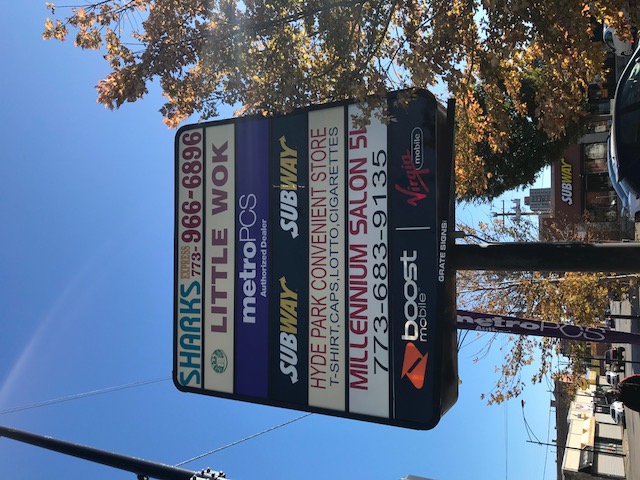 SHARKS EXPRESS 773-966-6896
LITTLE WOK
metroPCS
Authorized Dealer
SUBWAY SUBWAY
HYDE PARK CONVENIENT STORE
T-SHIRT,CAPS,LOTTO,CIGARETTES
MILLENNIUM SALON
773-683-9135
boost mobile
Virgin mobile
GRATE SIGNS
metroPCS
SUBWAY